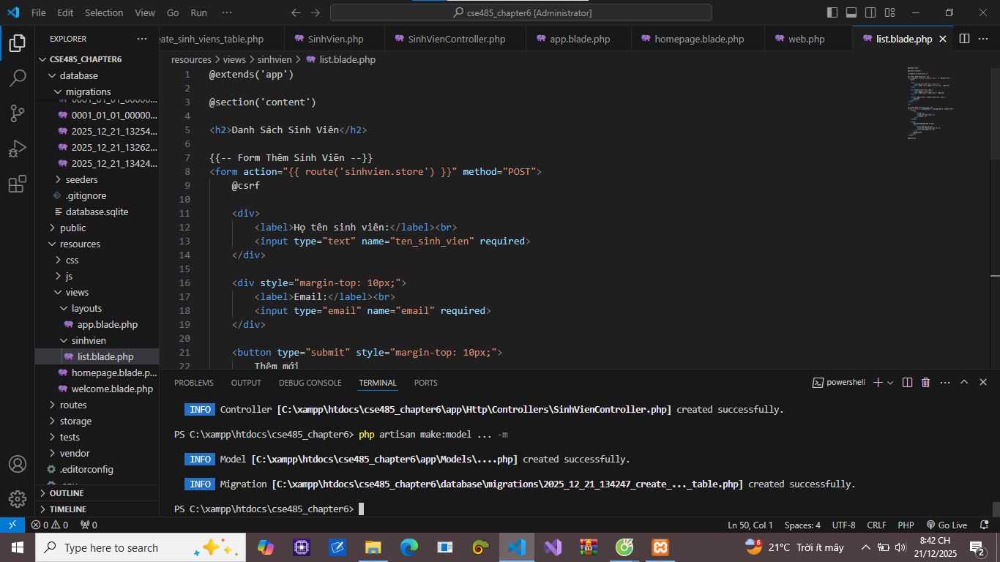 File Edit Selection View Go Run ···
cse485_chapter6 [Administrator]
EXPLORER ···
eate_sinh_viens_table.php SinhVien.php SinhVienController.php app.blade.php homepage.blade.php web.php list.blade.php ···
CSE485_CHAPTER6
database
migrations
0001_01_01_00000...
0001_01_01_00000...
2025_12_21_13254...
2025_12_21_13262...
2025_12_21_13424...
seeders
.gitignore
database.sqlite
public
resources
css
js
views
layouts
app.blade.php
sinhvien
list.blade.php
homepage.blade.p...
welcome.blade.php
routes
storage
tests
vendor
.editorconfig
.env
OUTLINE
TIMELINE
resources > views > sinhvien > list.blade.php
1 @extends('app')
2
3 @section('content')
4
5 <h2>Danh Sách Sinh Viên</h2>
6
7 {{-- Form Thêm Sinh Viên --}}
8 <form action="{{ route('sinhvien.store') }}" method="POST">
9 @csrf
10
11 <div>
12 <label>Họ tên sinh viên:</label><br>
13 <input type="text" name="ten_sinh_vien" required>
14 </div>
15
16 <div style="margin-top: 10px;">
17 <label>Email:</label><br>
18 <input type="email" name="email" required>
19 </div>
20
21 <button type="submit" style="margin-top: 10px;">
22 Thêm mới
PROBLEMS OUTPUT DEBUG CONSOLE TERMINAL PORTS
powershell ···
INFO Controller [C:\xampp\htdocs\cse485_chapter6\app\Http\Controllers\SinhVienController.php] created successfully.
PS C:\xampp\htdocs\cse485_chapter6> php artisan make:model ... -m
INFO Model [C:\xampp\htdocs\cse485_chapter6\app\Models\....php] created successfully.
INFO Migration [C:\xampp\htdocs\cse485_chapter6\database\migrations\2025_12_21_134247_create_..._table.php] created successfully.
PS C:\xampp\htdocs\cse485_chapter6>
0 0 0
Ln 50, Col 1 Spaces: 4 UTF-8 CRLF PHP Go Live
Type here to search
6
21°C Trời ít mây
8:42 CH
21/12/2025
2